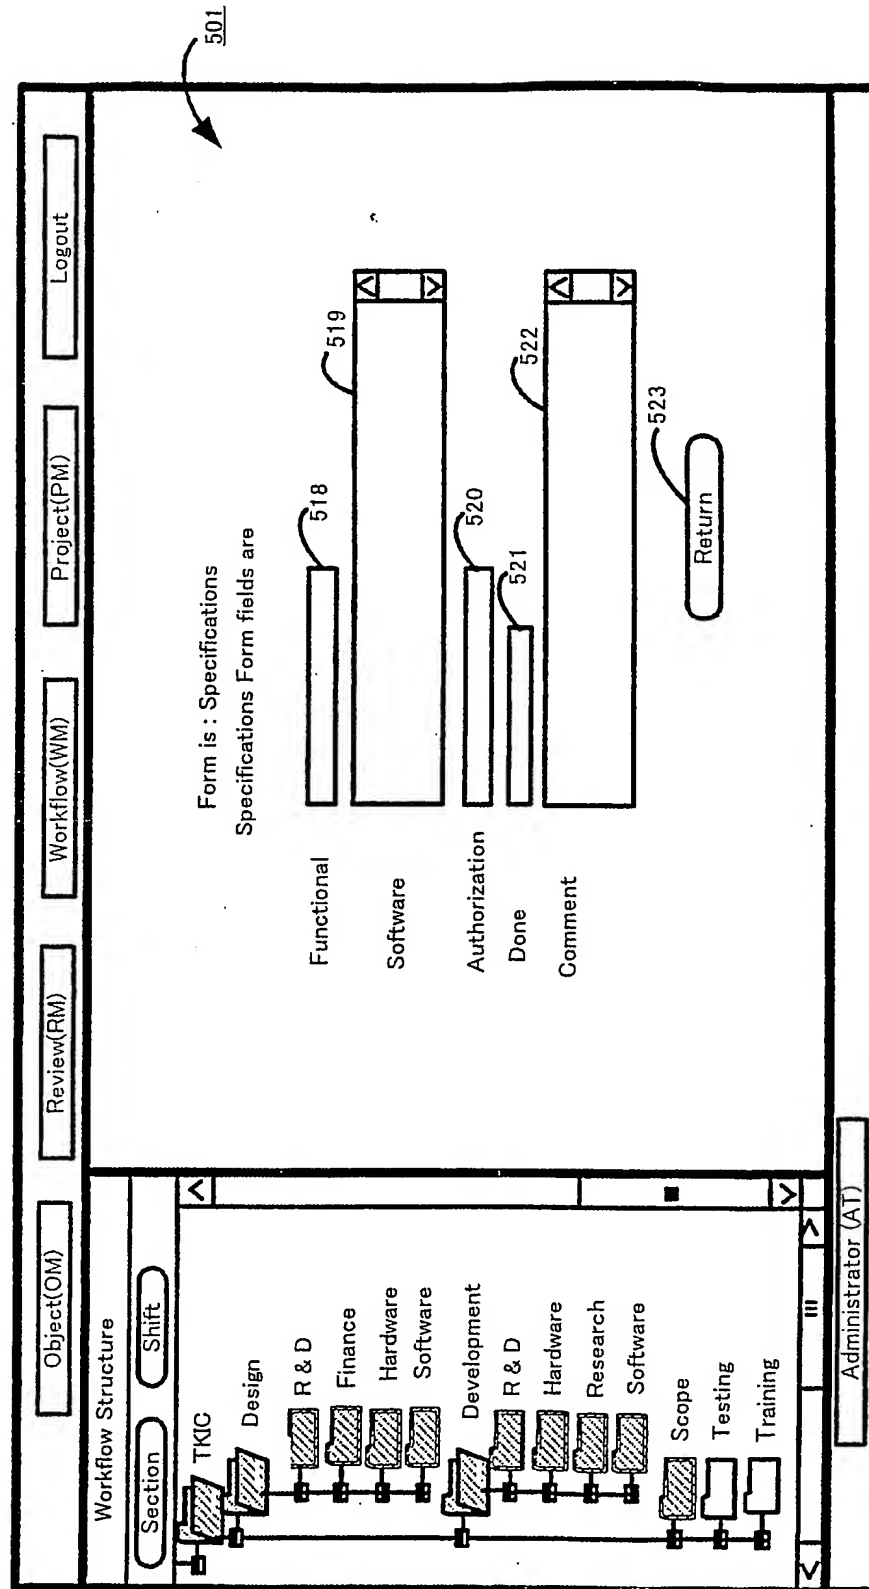 501
Object(OM)
Review(RM)
Workflow(WM)
Project(PM)
Logout
Workflow Structure
Section
Shift
TKIC
Design
R & D
Finance
Hardware
Software
Development
R & D
Hardware
Research
Software
Scope
Testing
Training
Form is : Specifications
Specifications Form fields are
Functional
518
Software
519
Authorization
520
Done
521
Comment
522
Return
523
Administrator (AT)